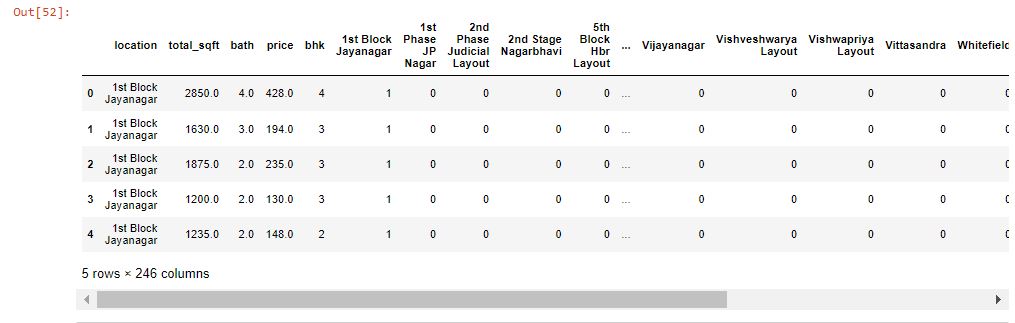 Out[52]:
location total_sqft bath price bhk 1st Block Jayanagar 1st Phase JP Nagar 2nd Phase Judicial Layout 2nd Stage Nagarbhavi 5th Block Hbr Layout ... Vijayanagar Vishveshwarya Layout Vishwapriya Layout Vittasandra Whitefield
0 1st Block Jayanagar 2850.0 4.0 428.0 4 1 0 0 0 0 ... 0 0 0 0 0
1 1st Block Jayanagar 1630.0 3.0 194.0 3 1 0 0 0 0 ... 0 0 0 0 0
2 1st Block Jayanagar 1875.0 2.0 235.0 3 1 0 0 0 0 ... 0 0 0 0 0
3 1st Block Jayanagar 1200.0 2.0 130.0 3 1 0 0 0 0 ... 0 0 0 0 0
4 1st Block Jayanagar 1235.0 2.0 148.0 2 1 0 0 0 0 ... 0 0 0 0 0
5 rows × 246 columns